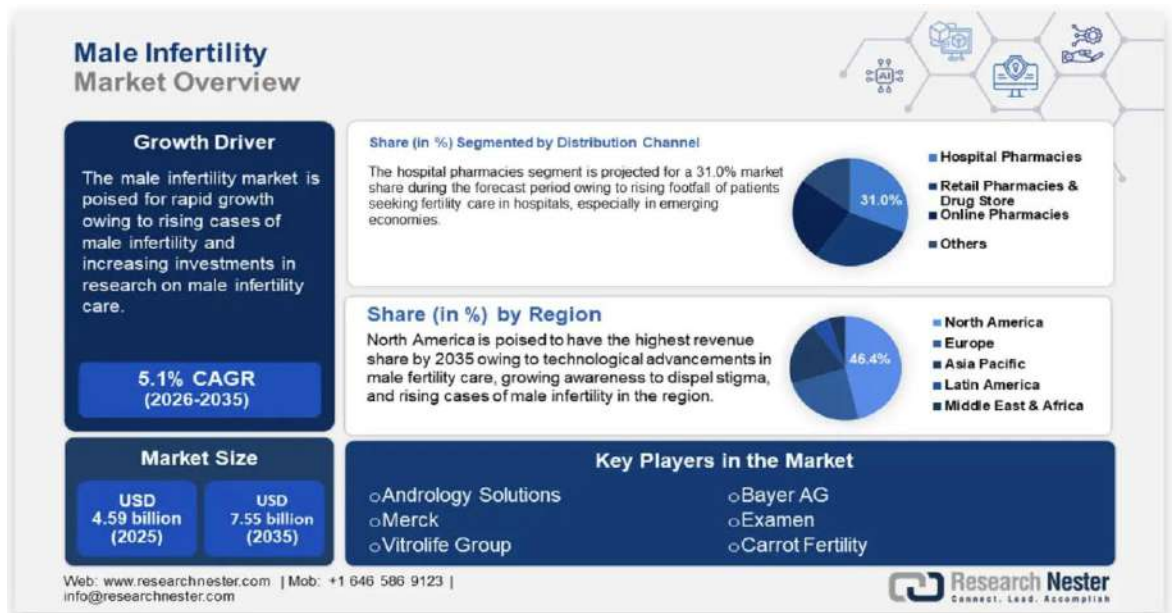 Male Infertility
Market Overview
AI
Growth Driver
The male infertility market is
poised for rapid growth
owing to rising cases of
male infertility and
increasing investments in
research on male infertility
care.
5.1% CAGR
(2026-2035)
Share (in %) Segmented by Distribution Channel
The hospital pharmacies segment is projected for a 31.0% market
share during the forecast period owing to rising footfall of patients
seeking fertility care in hospitals, especially in emerging
economies.
31.0%
Hospital Pharmacies
Retail Pharmacies &
Drug Store
Online Pharmacies
Others
Share (in %) by Region
North America is poised to have the highest revenue
share by 2035 owing to technological advancements in
male fertility care, growing awareness to dispel stigma,
and rising cases of male infertility in the region.
46.4%
North America
Europe
Asia Pacific
Latin America
Middle East & Africa
Market Size
USD
4.59 billion
(2025)
USD
7.55 billion
(2035)
Key Players in the Market
Andrology Solutions
Merck
Vitrolife Group
Bayer AG
Examen
Carrot Fertility
Web: www.researchnester.com | Mob: +1 646 586 9123 |
info@researchnester.com
Research Nester
Connect. Lead. Accomplish